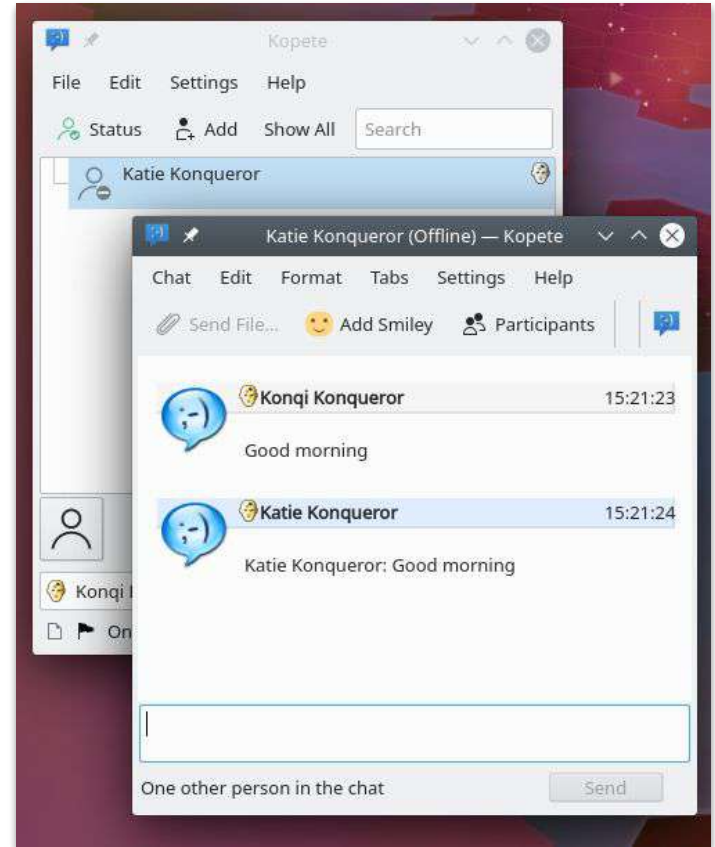 Kopete
File Edit Settings Help
Status Add Show All Search
Katie Konqueror
Katie Konqueror (Offline) — Kopete
Chat Edit Format Tabs Settings Help
Send File... Add Smiley Participants
Konqi Konqueror 15:21:23
Good morning
Katie Konqueror 15:21:24
Katie Konqueror: Good morning
Konqi
On
One other person in the chat Send